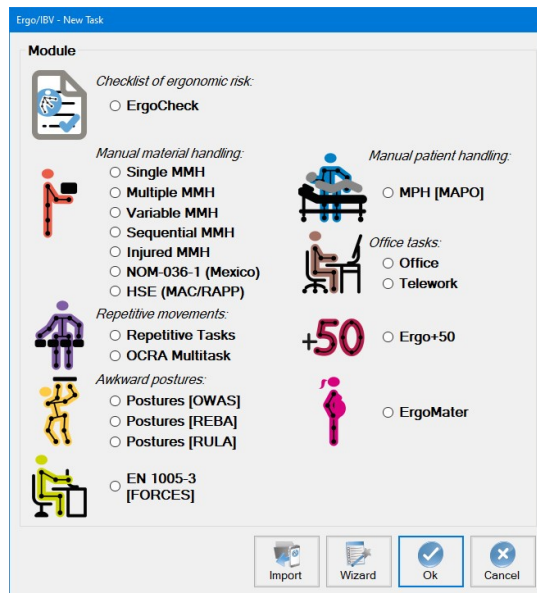 Ergo/IBV - New Task
Module
Checklist of ergonomic risk:
ErgoCheck
Manual material handling:
Single MMH
Multiple MMH
Variable MMH
Sequential MMH
Injured MMH
NOM-036-1 (Mexico)
HSE (MAC/RAPP)
Repetitive movements:
Repetitive Tasks
OCRA Multitask
Awkward postures:
Postures [OWAS]
Postures [REBA]
Postures [RULA]
EN 1005-3
[FORCES]
Manual patient handling:
MPH [MAPO]
Office tasks:
Office
Telework
+50
Ergo+50
ErgoMater
Import
Wizard
Ok
Cancel